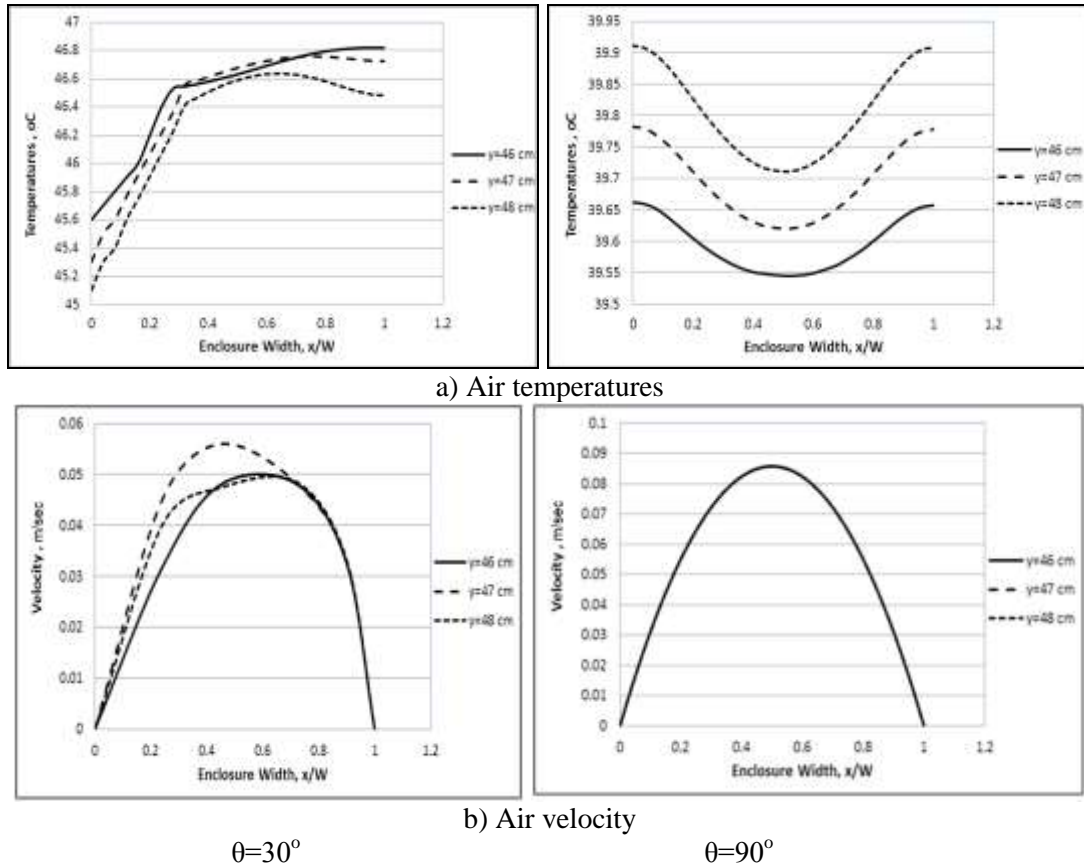 47
46.8
46.6
46.4
46.2
46
45.8
45.6
45.4
45.2
45
Temperatures , oC
0 0.2 0.4 0.6 0.8 1 1.2
Enclosure Width, x/W
y=46 cm
y=47 cm
y=48 cm
39.95
39.9
39.85
39.8
39.75
39.7
39.65
39.6
39.55
39.5
Temperatures , oC
0 0.2 0.4 0.6 0.8 1 1.2
Enclosure Width, x/W
y=46 cm
y=47 cm
y=48 cm
a) Air temperatures
0.06
0.05
0.04
0.03
0.02
0.01
0
Velocity , m/sec
0 0.2 0.4 0.6 0.8 1 1.2
Enclosure Width, x/W
y=46 cm
y=47 cm
y=48 cm
0.1
0.09
0.08
0.07
0.06
0.05
0.04
0.03
0.02
0.01
0
Velocity , m/sec
0 0.2 0.4 0.6 0.8 1 1.2
Enclosure Width, x/W
y=46 cm
y=47 cm
y=48 cm
b) Air velocity
θ=30° θ=90°